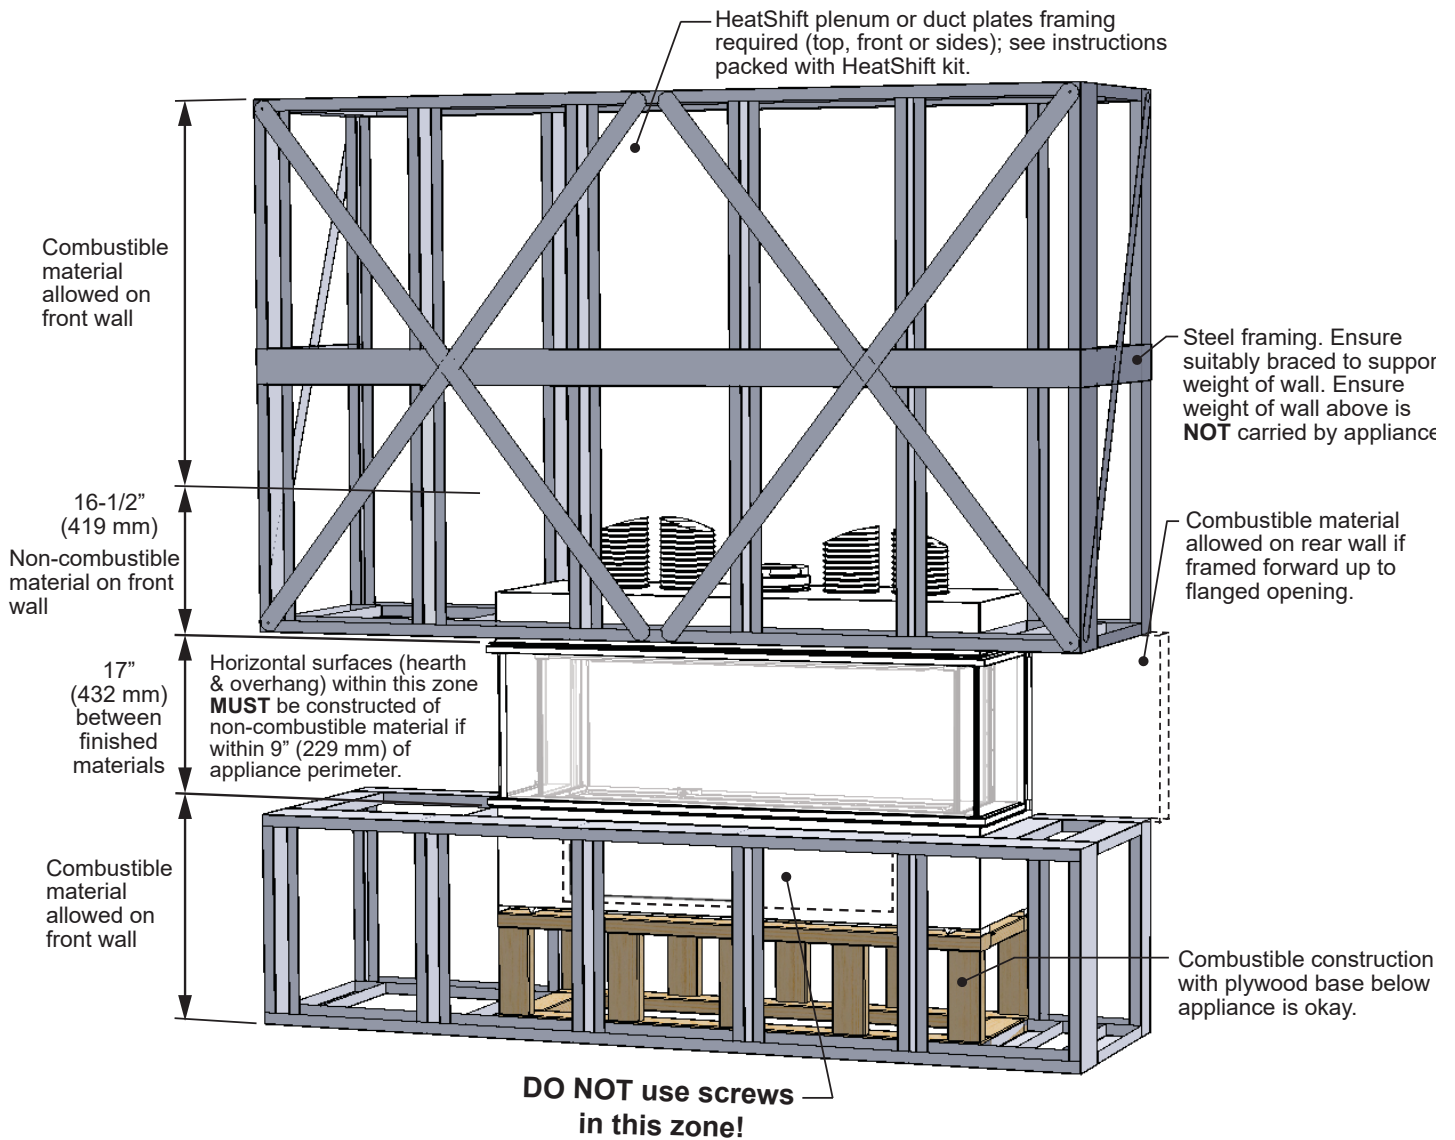 HeatShift plenum or duct plates framing
required (top, front or sides); see instructions
packed with HeatShift kit.
Combustible
material
allowed on
front wall
Steel framing. Ensure
suitably braced to suppor
weight of wall. Ensure
weight of wall above is
NOT carried by appliance
16-1/2”
(419 mm)
Non-combustible
material on front
wall
Combustible material
allowed on rear wall if
framed forward up to
flanged opening.
17”
(432 mm)
between
finished
materials
Horizontal surfaces (hearth
& overhang) within this zone
MUST be constructed of
non-combustible material if
within 9” (229 mm) of
appliance perimeter.
Combustible
material
allowed on
front wall
Combustible construction
with plywood base below
appliance is okay.
DO NOT use screws
in this zone!